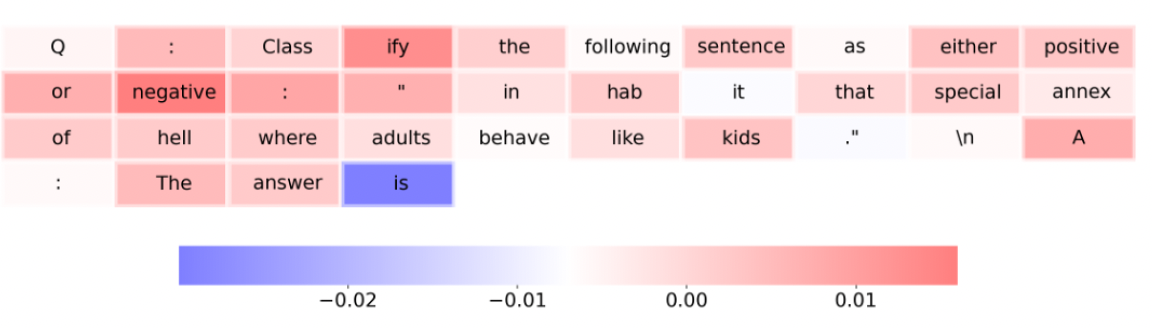 Q : Class ify the following sentence as either positive
or negative : " in hab it that special annex
of hell where adults behave like kids ." \n A
: The answer is
−0.02 −0.01 0.00 0.01